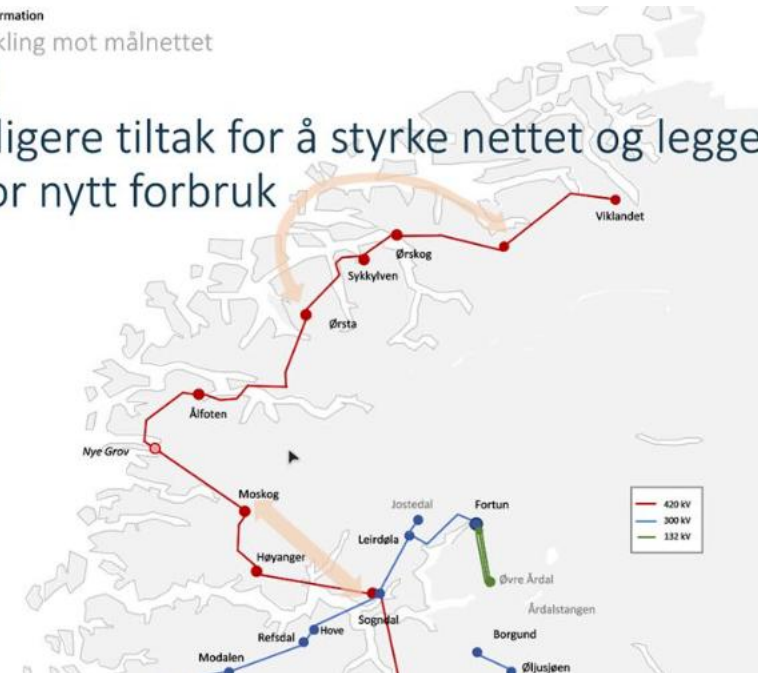 rmation
kling mot målnettet
ligere tiltak for å styrke nettet og legge
or nytt forbruk
Viklandet
Ørskog
Sykkylven
Ørsta
Ålfoten
Nye Grov
Moskog
Jostedal
Fortun
420 kV
300 kV
132 kV
Leirdøla
Høyanger
Øvre Årdal
Årdalstangen
Sogndal
Hove
Refsdal
Borgund
Modalen
Øljusjøen